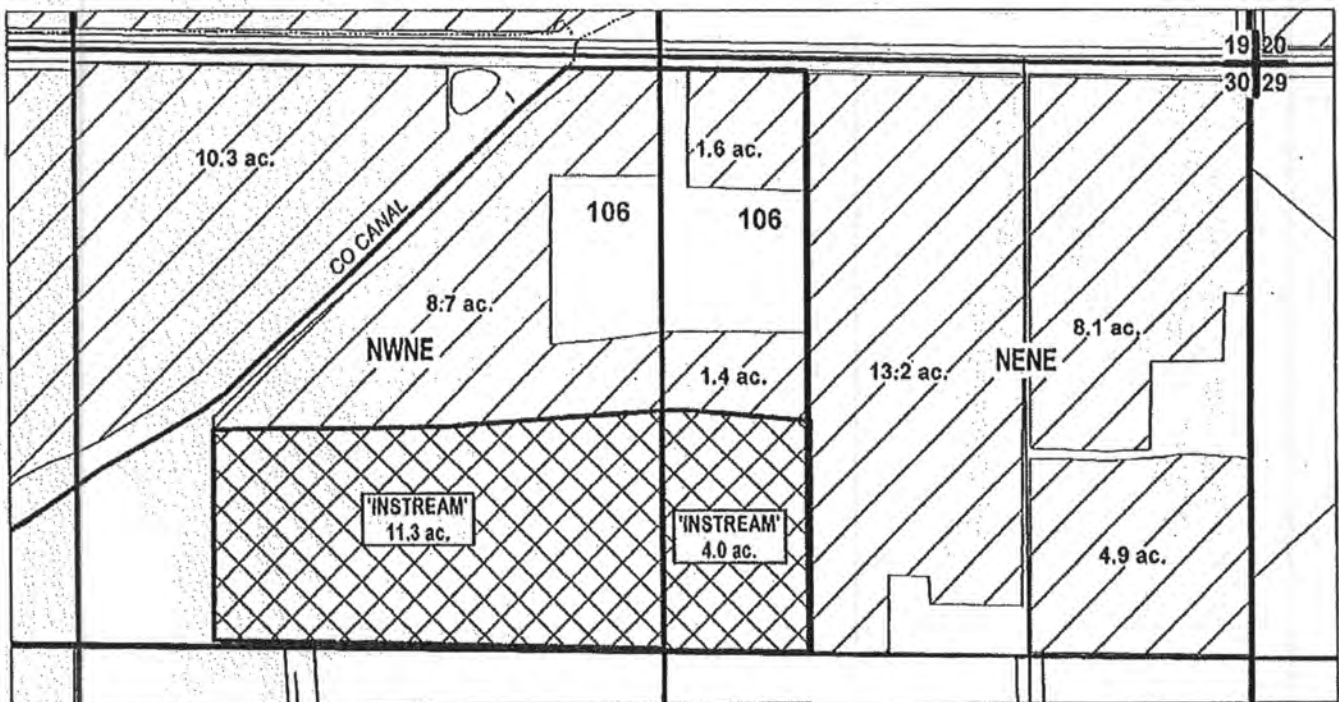 19 20
30 29
10.3 ac.
1.6 ac.
CO CANAL
106
106
8.7 ac.
8.1 ac.
NWNE
NENE
1.4 ac.
13.2 ac.
'INSTREAM'
11.3 ac.
'INSTREAM'
4.0 ac.
4.9 ac.